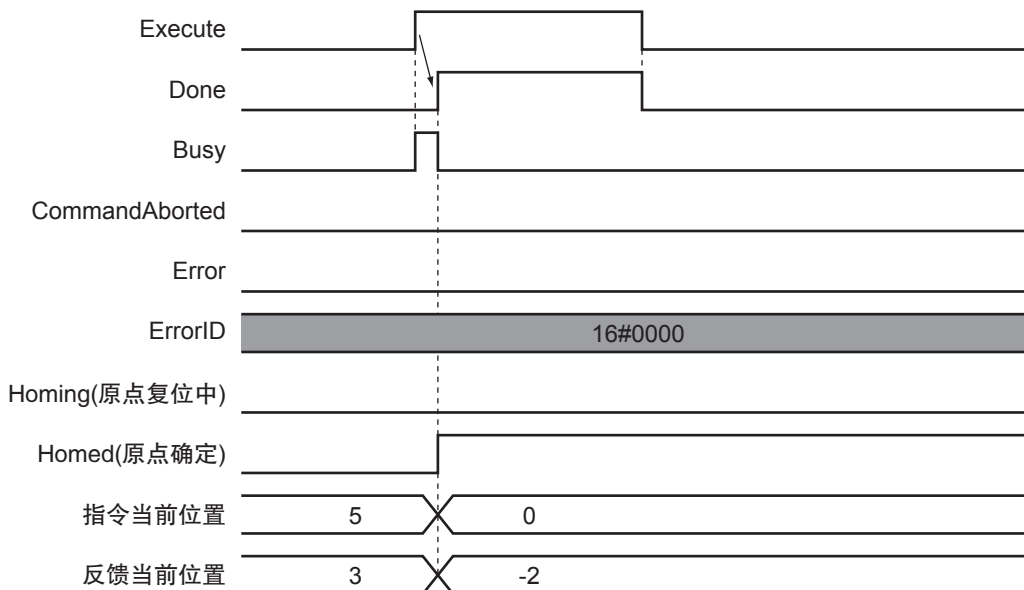 Execute
Done
Busy
CommandAborted
Error
ErrorID 16#0000
Homing(原点复位中)
Homed(原点确定)
指令当前位置 5 0
反馈当前位置 3 -2